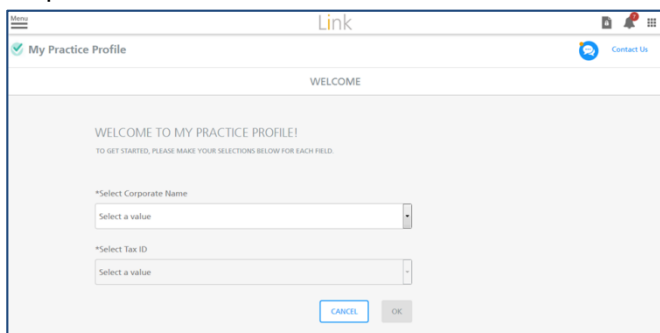 Menu
Link
My Practice Profile
Contact Us
WELCOME
WELCOME TO MY PRACTICE PROFILE!
TO GET STARTED, PLEASE MAKE YOUR SELECTIONS BELOW FOR EACH FIELD.
*Select Corporate Name
Select a value
*Select Tax ID
Select a value
CANCEL
OK